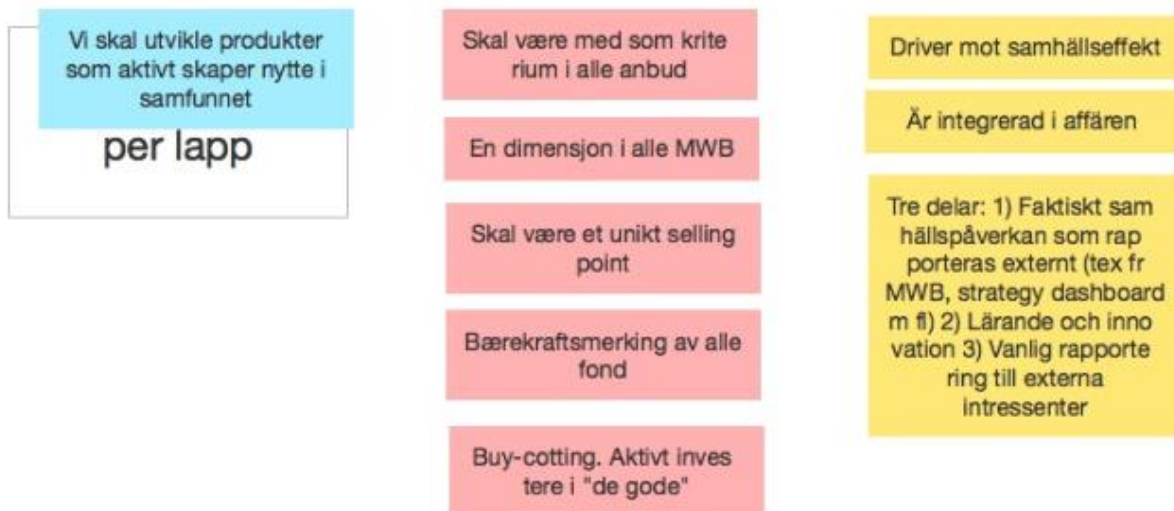 Vi skal utvikle produkter
som aktivt skaper nytte i
samfunnet
per lapp
Skal være med som krite
rium i alle anbud
En dimensjon i alle MWB
Skal være et unikt selling
point
Bærekraftsmerking av alle
fond
Buy-cotting. Aktivt inves
tere i "de gode"
Driver mot samhällseffekt
Är integrerad i affären
Tre delar: 1) Faktiskt sam
hällspåverkan som rap
porteras externt (tex fr
MWB, strategy dashboard
m fl) 2) Lärande och inno
vation 3) Vanlig rapporte
ring till externa
intressenter